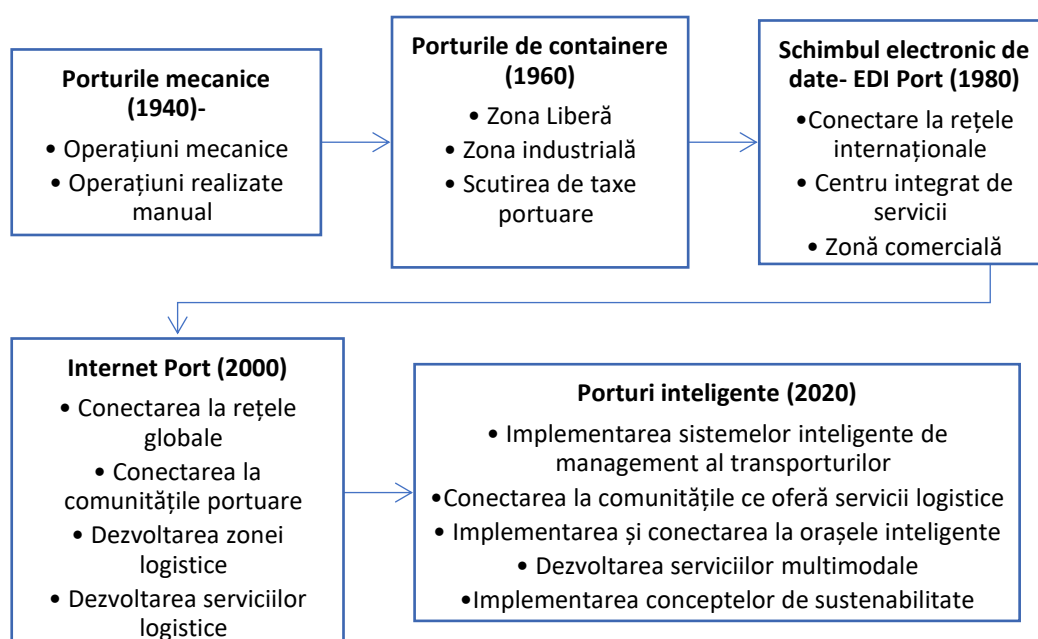 Porturile mecanice
(1940)-
• Operațiuni mecanice
• Operațiuni realizate
manual
Porturile de containere
(1960)
• Zona Liberă
• Zona industrială
• Scutirea de taxe
portuare
Schimbul electronic de
date- EDI Port (1980)
•Conectare la rețele
internaționale
• Centru integrat de
servicii
• Zonă comercială
Internet Port (2000)
• Conectarea la rețele
globale
• Conectarea la
comunitățile portuare
• Dezvoltarea zonei
logistice
• Dezvoltarea serviciilor
logistice
Porturi inteligente (2020)
• Implementarea sistemelor inteligente de
management al transporturilor
•Conectarea la comunitățile ce oferă servicii logistice
• Implementarea și conectarea la orașele inteligente
• Dezvoltarea serviciilor multimodale
•Implementarea conceptelor de sustenabilitate